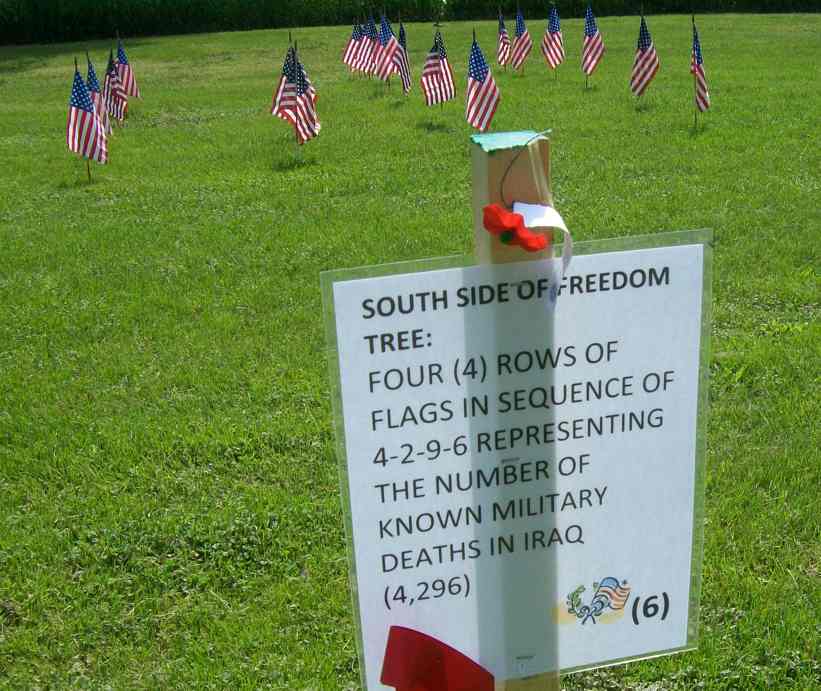 SOUTH SIDE OF FREEDOM
TREE:
FOUR (4) ROWS OF
FLAGS IN SEQUENCE OF
4-2-9-6 REPRESENTING
THE NUMBER OF
KNOWN MILITARY
DEATHS IN IRAQ
(4,296)
(6)